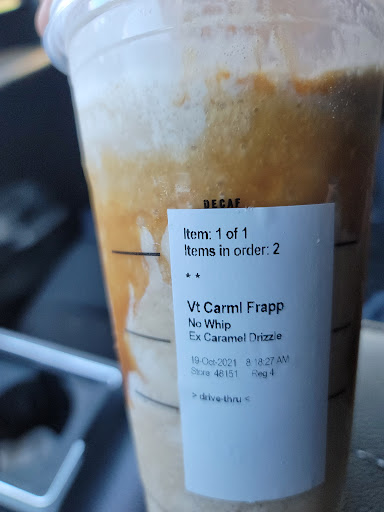 DECAF
Item: 1 of 1
Items in order: 2
* *
Vt Carml Frapp
No Whip
Ex Caramel Drizzle
19-Oct-2021 8:18:27 AM
Store 46151 Reg 4
> drive-thru <